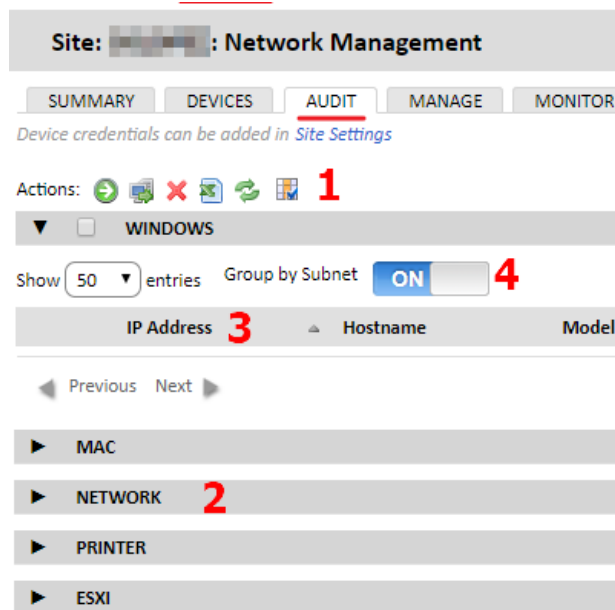 Site: : Network Management
SUMMARY DEVICES AUDIT MANAGE MONITOR
Device credentials can be added in Site Settings
Actions: 1
WINDOWS
Show 50 entries Group by Subnet ON 4
IP Address 3 Hostname Model
Previous Next
MAC
NETWORK 2
PRINTER
ESXI